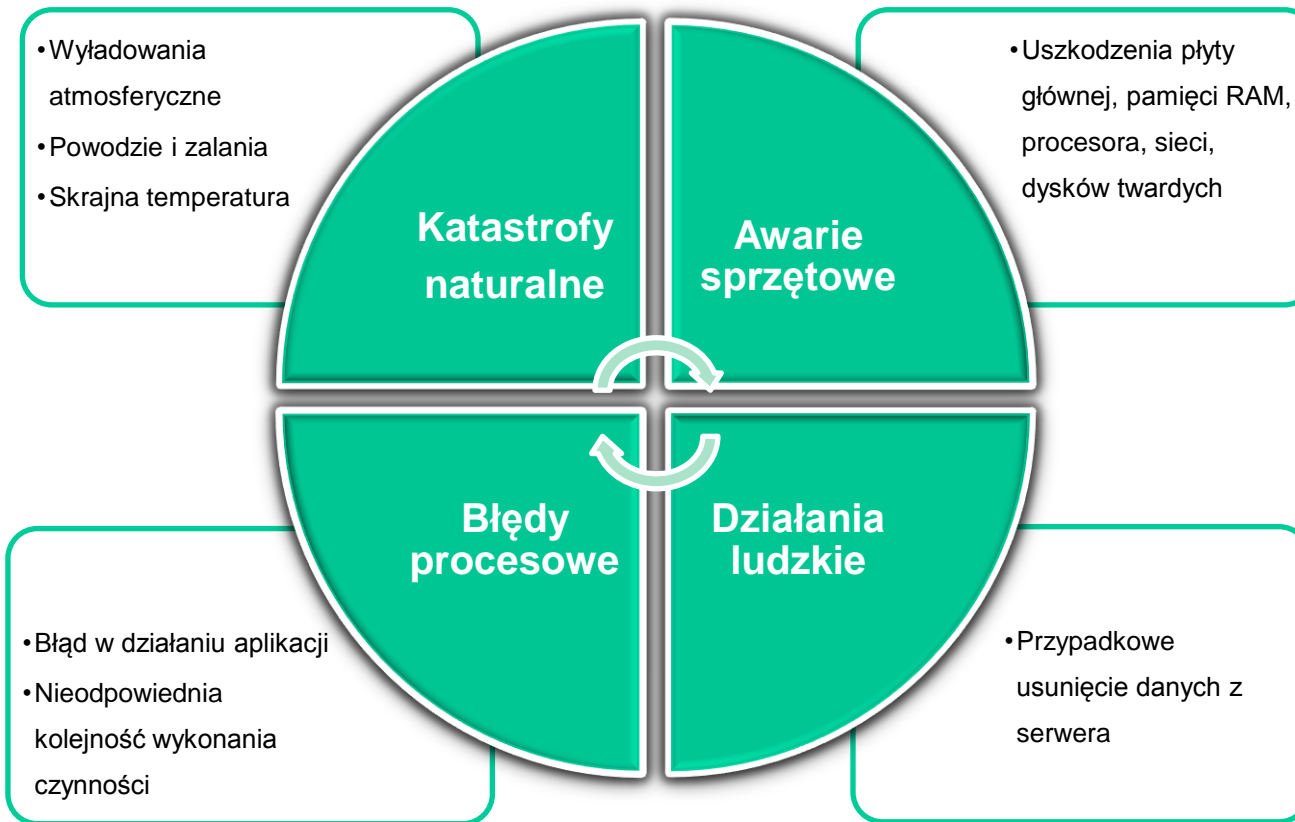 •Wyładowania
atmosferyczne
•Powodzie i zalania
•Skrajna temperatura
Katastrofy
naturalne
•Uszkodzenia płyty
głównej, pamięci RAM,
procesora, sieci,
dysków twardych
Awarie
sprzętowe
•Błąd w działaniu aplikacji
•Nieodpowiednia
kolejność wykonania
czynności
Błędy
procesowe
Działania
ludzkie
•Przypadkowe
usunięcie danych z
serwera